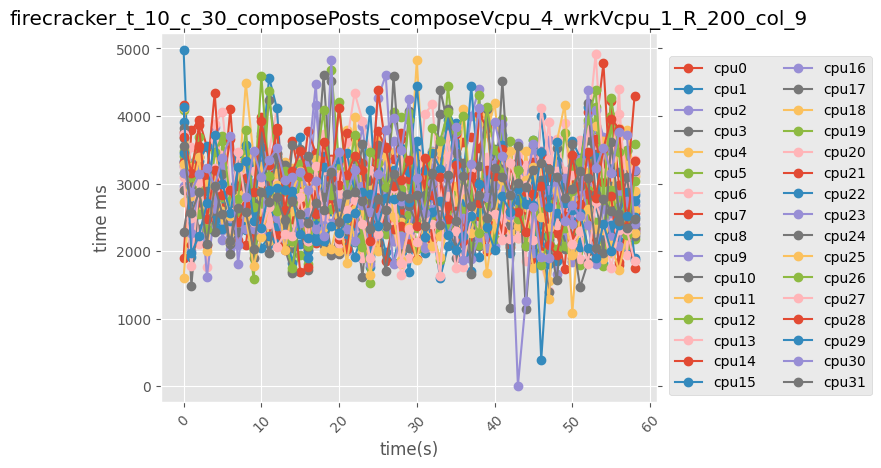 firecracker_t_10_c_30_composePosts_composeVcpu_4_wrkVcpu_1_R_200_col_9
5000
4000
3000
2000
1000
0
time ms
0
10
20
30
40
50
60
time(s)
cpu0
cpu1
cpu2
cpu3
cpu4
cpu5
cpu6
cpu7
cpu8
cpu9
cpu10
cpu11
cpu12
cpu13
cpu14
cpu15
cpu16
cpu17
cpu18
cpu19
cpu20
cpu21
cpu22
cpu23
cpu24
cpu25
cpu26
cpu27
cpu28
cpu29
cpu30
cpu31